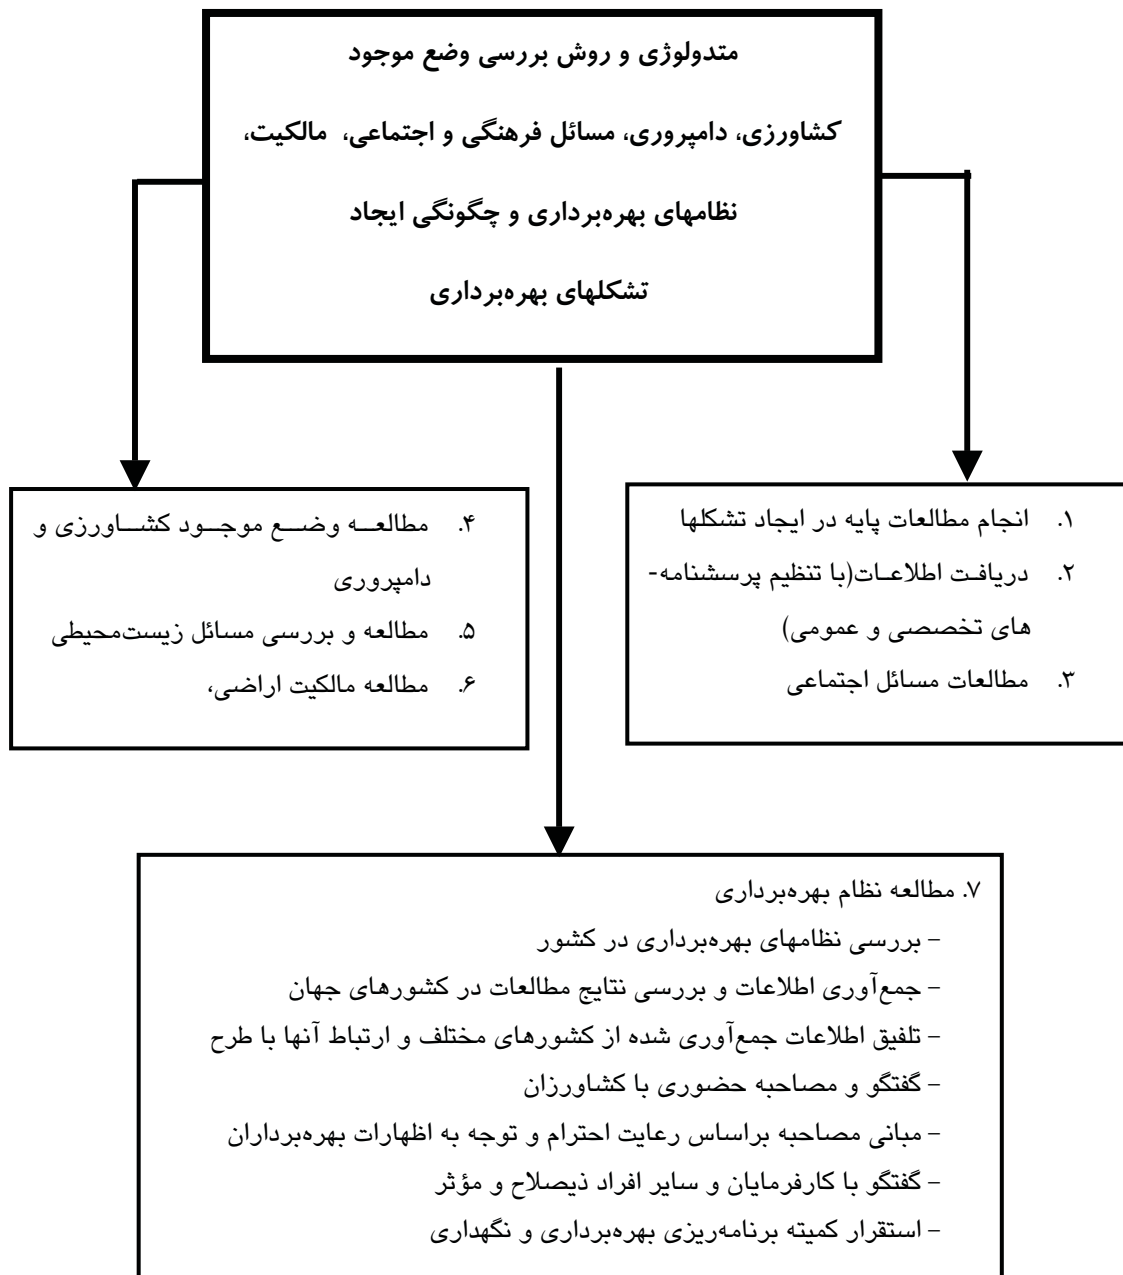 متدولوژی و روش بررسی وضع موجود
کشاورزی، دامپروری، مسائل فرهنگی و اجتماعی، مالکیت،
نظامهای بهره‌برداری و چگونگی ایجاد
تشکلهای بهره‌برداری
۱. انجام مطالعات پایه در ایجاد تشکلها
۲. دریافت اطلاعـات(با تنظیم پرسشنامه-
های تخصصی و عمومی)
۳. مطالعات مسائل اجتماعی
۴. مطالعــه وضــع موجــود کشــاورزی و
دامپروری
۵. مطالعه و بررسی مسائل زیست‌محیطی
۶. مطالعه مالکیت اراضی،
۷. مطالعه نظام بهره‌برداری
– بررسی نظامهای بهره‌برداری در کشور
– جمع‌آوری اطلاعات و بررسی نتایج مطالعات در کشورهای جهان
– تلفیق اطلاعات جمع‌آوری شده از کشورهای مختلف و ارتباط آنها با طرح
– گفتگو و مصاحبه حضوری با کشاورزان
– مبانی مصاحبه براساس رعایت احترام و توجه به اظهارات بهره‌برداران
– گفتگو با کارفرمایان و سایر افراد ذیصلاح و مؤثر
– استقرار کمیته برنامه‌ریزی بهره‌برداری و نگهداری